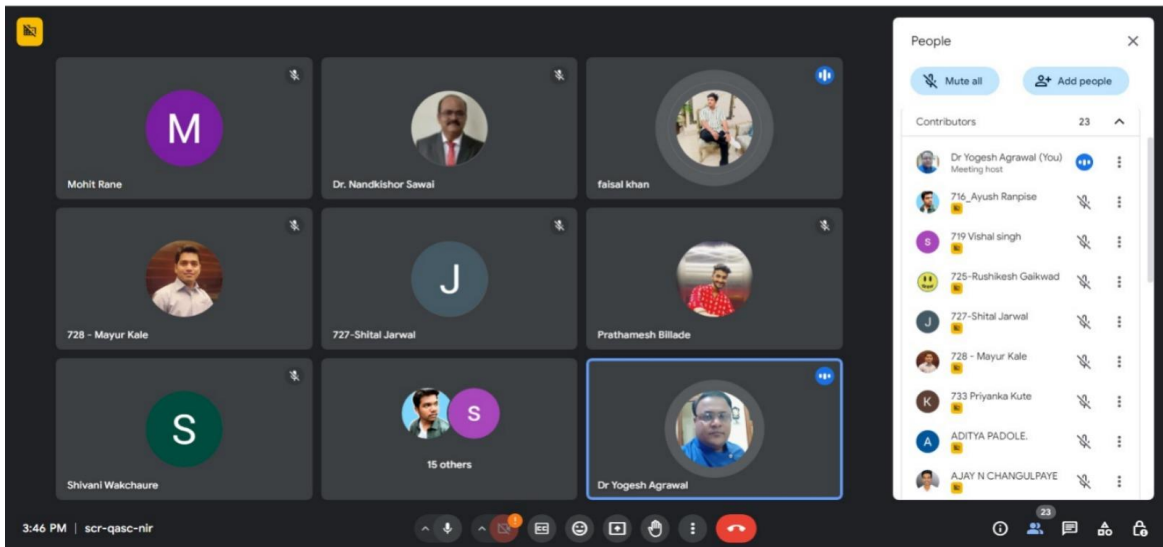 M
Mohit Rane
Dr. Nandkishor Sawai
faisal khan
728 - Mayur Kale
J
727-Shital Jarwal
Prathamesh Billade
S
Shivani Wakchaure
S
15 others
Dr Yogesh Agrawal
3:46 PM | scr-qasc-nir
CC
23
People
Mute all
Add people
Contributors 23
Dr Yogesh Agrawal (You)
Meeting host
716_Ayush Ranpise
S 719 Vishal singh
725-Rushikesh Gaikwad
J 727-Shital Jarwal
728 - Mayur Kale
K 733 Priyanka Kute
A ADITYA PADOLE.
AJAY N CHANGULPAYE